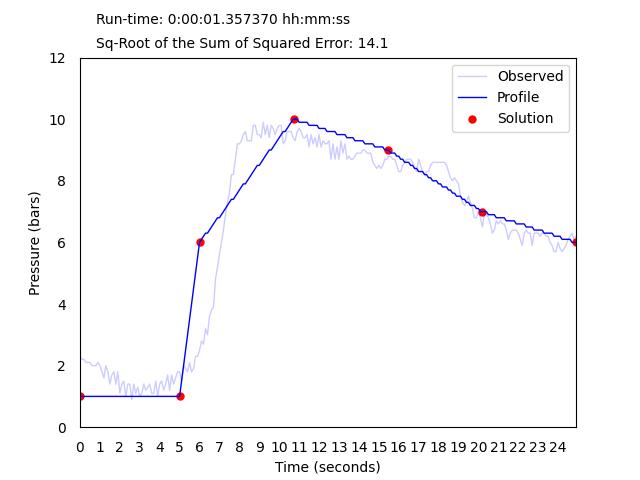 Run-time: 0:00:01.357370 hh:mm:ss
Sq-Root of the Sum of Squared Error: 14.1
Observed
Profile
Solution
12
10
8
6
4
2
0
Pressure (bars)
0 1 2 3 4 5 6 7 8 9 10 11 12 13 14 15 16 17 18 19 20 21 22 23 24
Time (seconds)